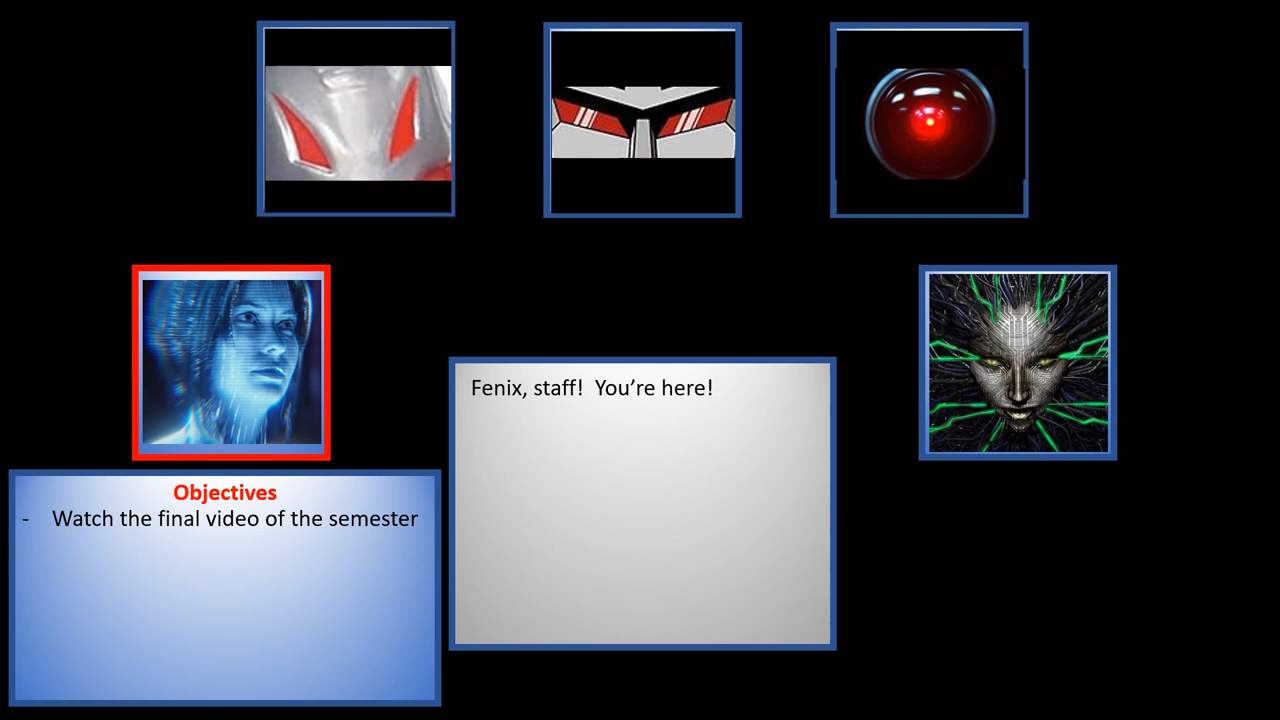 Fenix, staff!  You’re here!
Objectives
-    Watch the final video of the semester